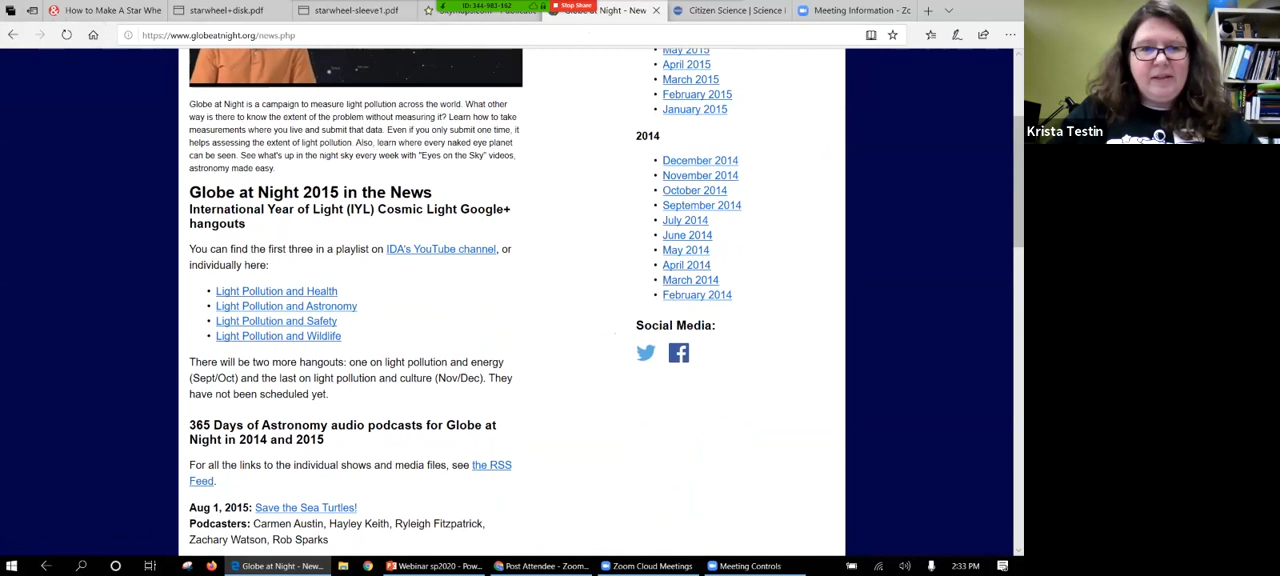 How To Make A Star Whe
starwheel+disk.pdf
starwheel-sleeve1.pdf
ID:344-983-162
Stop Share
Globe at Night - New
Citizen Science | Science
Meeting Information - Zo
https://www.globeatnight.org/news.php
Krista Testin
Globe at Night is a campaign to measure light pollution across the world. What other
way is there to know the extent of the problem without measuring it? Learn how to take
measurements where you live and submit that data. Even if you only submit one time, it
helps assessing the extent of light pollution. Also, learn where every naked eye planet
can be seen. See what's up in the night sky every week with "Eyes on the Sky" videos,
astronomy made easy.
Globe at Night 2015 in the News
International Year of Light (IYL) Cosmic Light Google+
hangouts
You can find the first three in a playlist on IDA's YouTube channel, or
individually here:
• Light Pollution and Health
• Light Pollution and Astronomy
• Light Pollution and Safety
• Light Pollution and Wildlife
There will be two more hangouts: one on light pollution and energy
(Sept/Oct) and the last on light pollution and culture (Nov/Dec). They
have not been scheduled yet.
365 Days of Astronomy audio podcasts for Globe at
Night in 2014 and 2015
For all the links to the individual shows and media files, see the RSS
Feed.
Aug 1, 2015: Save the Sea Turtles!
Podcasters: Carmen Austin, Hayley Keith, Ryleigh Fitzpatrick,
Zachary Watson, Rob Sparks
May 2015
• April 2015
• March 2015
• February 2015
• January 2015
2014
• December 2014
• November 2014
• October 2014
• September 2014
• July 2014
• June 2014
• May 2014
• April 2014
• March 2014
• February 2014
Social Media:
Globe at Night - New...
Webinar sp2020 - Pow...
Post Attendee - Zoom...
Zoom Cloud Meetings
Meeting Controls
2:33 PM